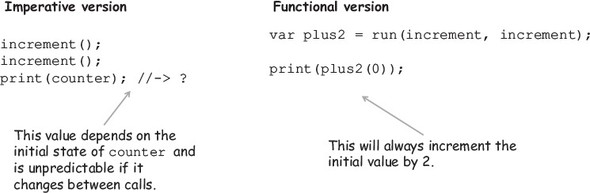 Imperative version
increment();
increment();
print(counter); //-> ?
This value depends on the
initial state of counter and
is unpredictable if it
changes between calls.
Functional version
var plus2 = run(increment, increment);
print(plus2(0));
This will always increment the
initial value by 2.